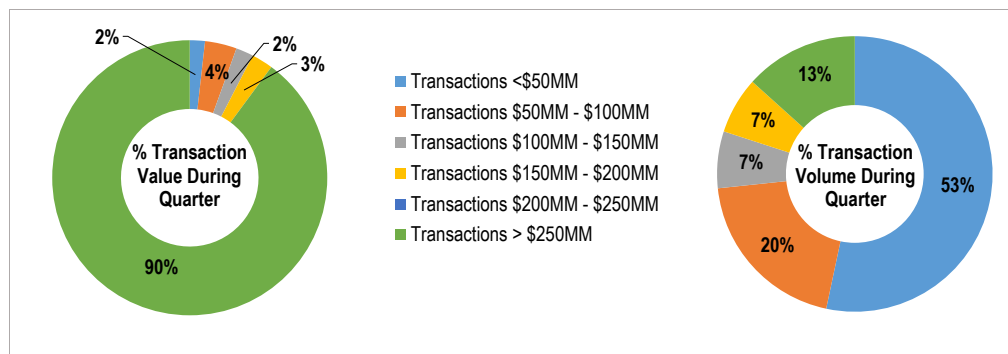 2%
4%
2%
3%
90%
% Transaction
Value During
Quarter
Transactions <$50MM
Transactions $50MM - $100MM
Transactions $100MM - $150MM
Transactions $150MM - $200MM
Transactions $200MM - $250MM
Transactions > $250MM
13%
7%
7%
20%
53%
% Transaction
Volume During
Quarter